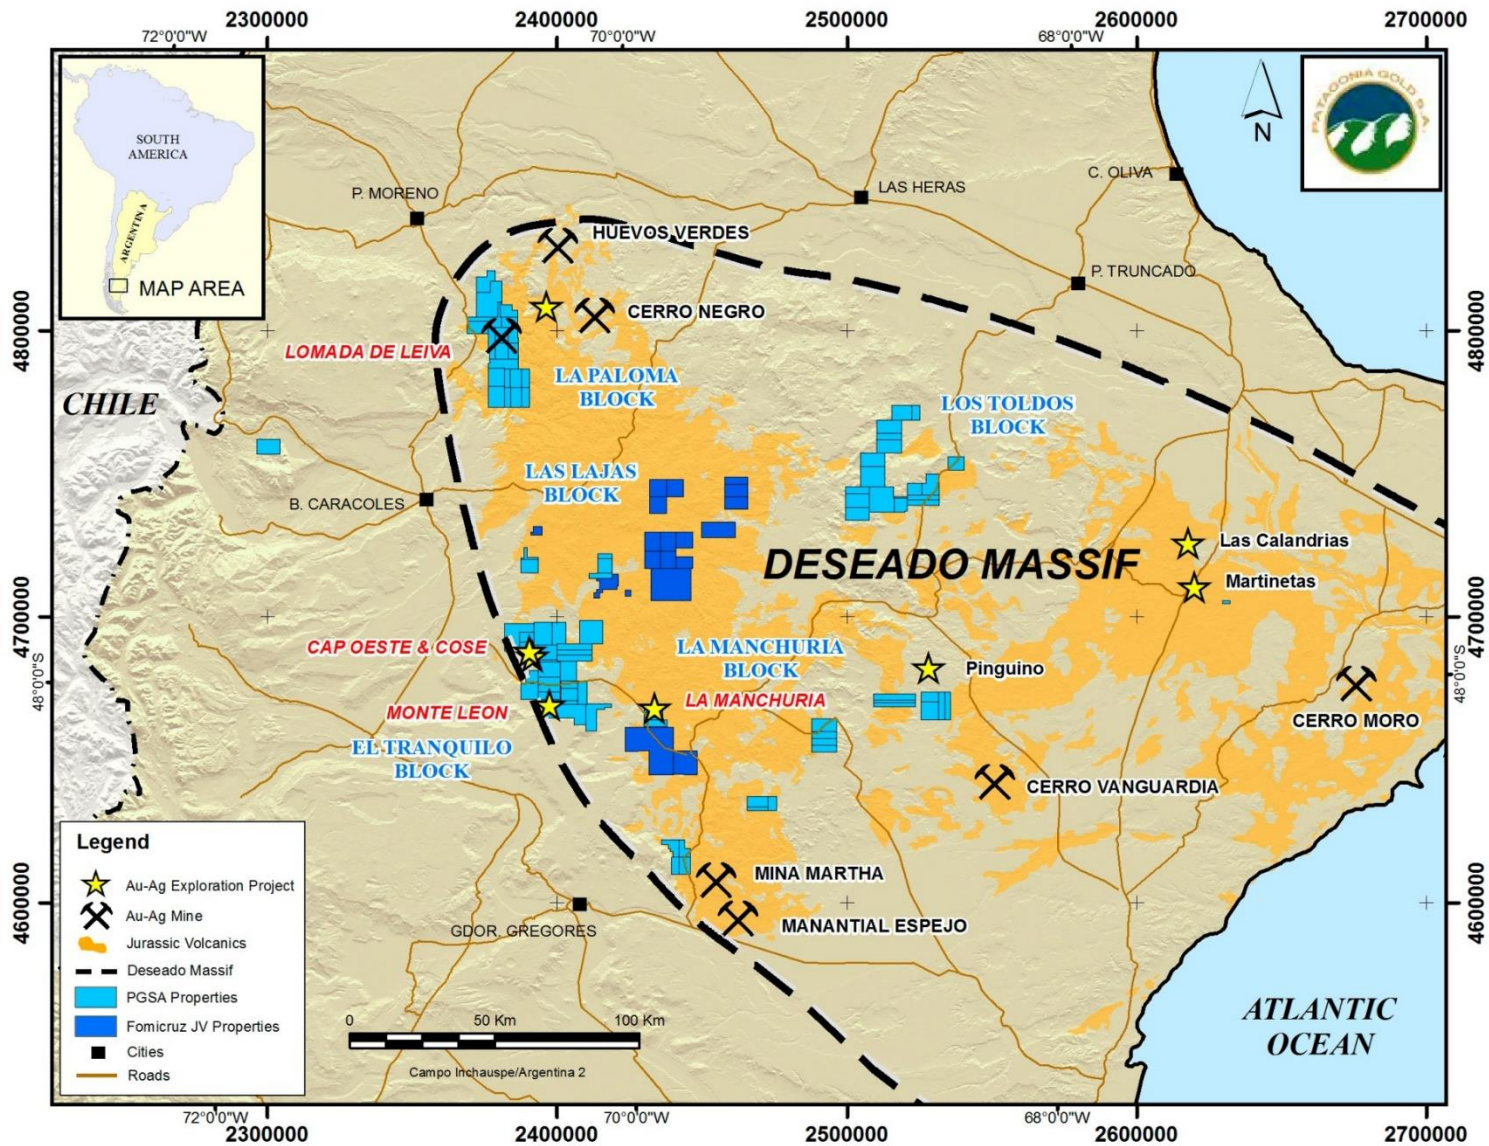 2300000 2400000 2500000 2600000 2700000
72°0'0"W 70°0'0"W 68°0'0"W
SOUTH
AMERICA
ARGENTINA
MAP AREA
N
PATAGONIA GOLD S.A.
C. OLIVA
P. MORENO
LAS HERAS
HUEVOS VERDES
P. TRUNCADO
CERRO NEGRO
4800000
4800000
LOMADA DE LEIVA
LA PALOMA
BLOCK
CHILE
LOS TOLDOS
BLOCK
LAS LAJAS
BLOCK
B. CARACOLES
Las Calandrias
DESEADO MASSIF
Martinetas
4700000
4700000
CAP OESTE & COSE
LA MANCHURIA
BLOCK
Pinguino
48°0'0"S
48°0'0"S
LA MANCHURIA
MONTE LEON
CERRO MORO
EL TRANQUILO
BLOCK
CERRO VANGUARDIA
MINA MARTHA
4600000
4600000
MANANTIAL ESPEJO
GDOR. GREGORES
Legend
Au-Ag Exploration Project
Au-Ag Mine
Jurassic Volcanics
Deseado Massif
PGSA Properties
Fomicruz JV Properties
Cities
Roads
0 50 Km 100 Km
Campo Inchauspe/Argentina 2
ATLANTIC
OCEAN
72°0'0"W 70°0'0"W 68°0'0"W
2300000 2400000 2500000 2600000 2700000